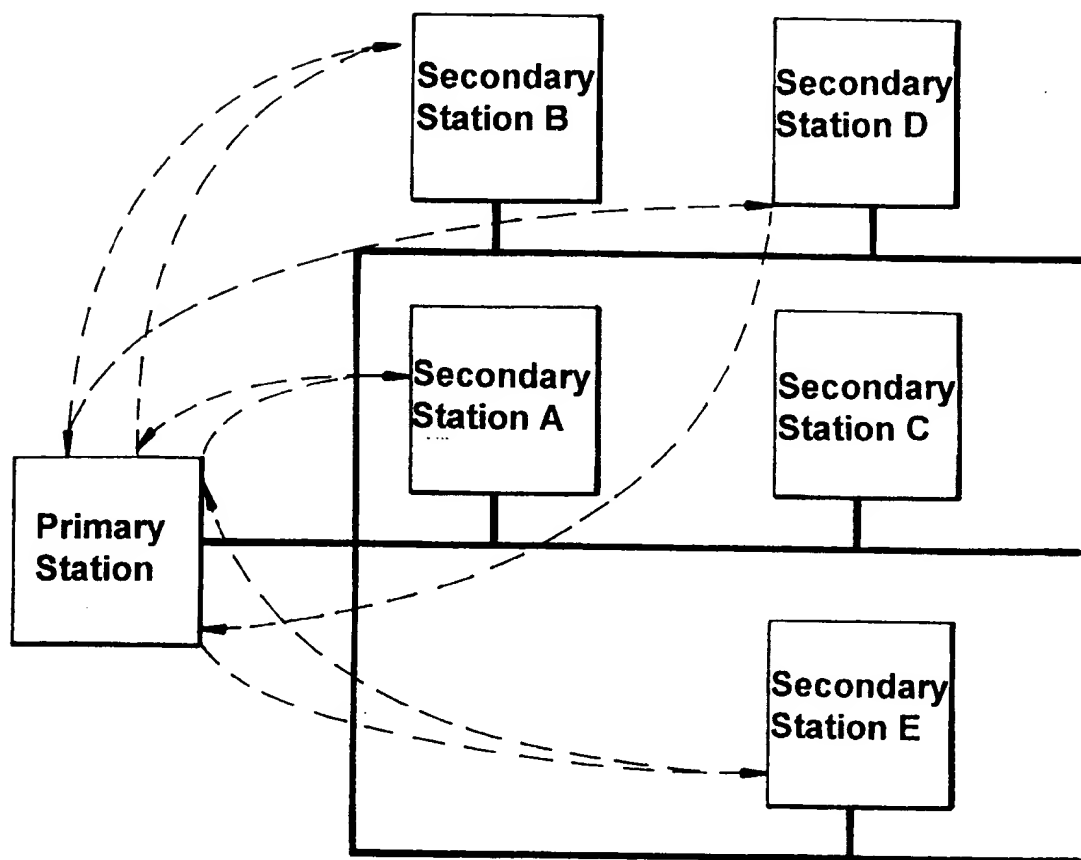 Secondary
Station B
Secondary
Station D
Secondary
Station A
Secondary
Station C
Primary
Station
Secondary
Station E